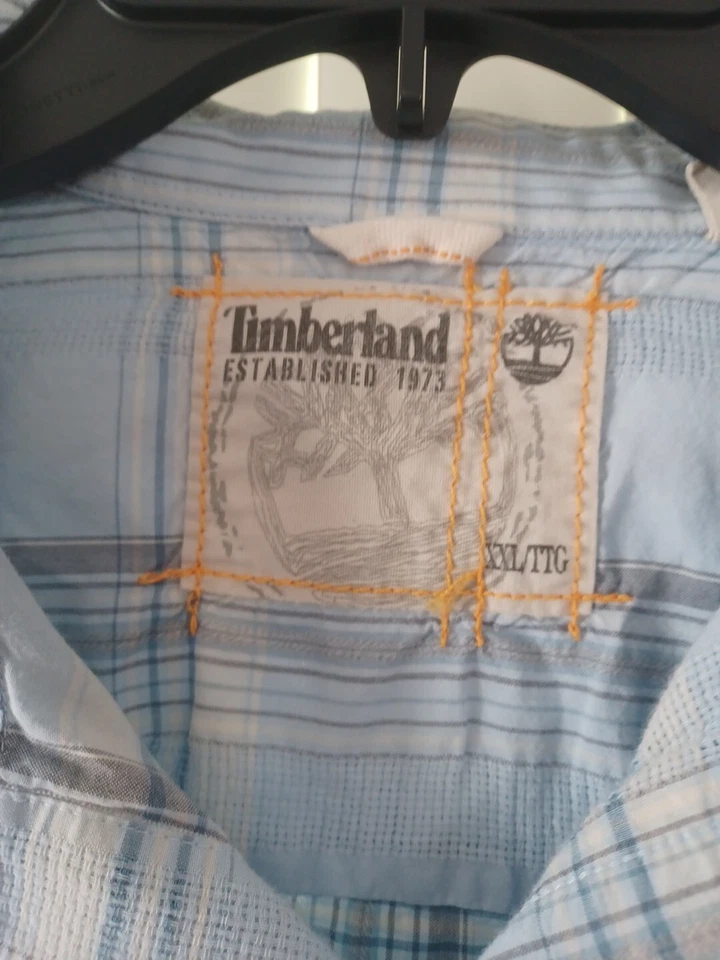 Timberland
ESTABLISHED 1973
XXL/TTG